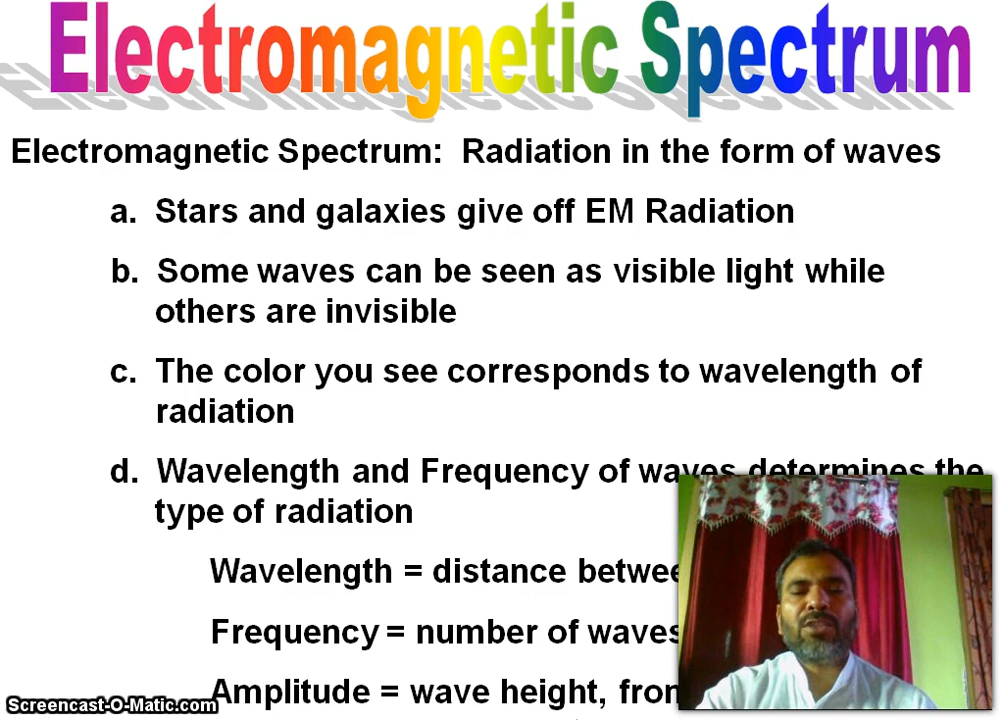 Electromagnetic Spectrum
Electromagnetic Spectrum: Radiation in the form of waves
a. Stars and galaxies give off EM Radiation
b. Some waves can be seen as visible light while
others are invisible
c. The color you see corresponds to wavelength of
radiation
d. Wavelength and Frequency of waves determines the
type of radiation
Wavelength = distance
Frequency = number of waves
Amplitude = wave height,
Screencast-O-Matic.com